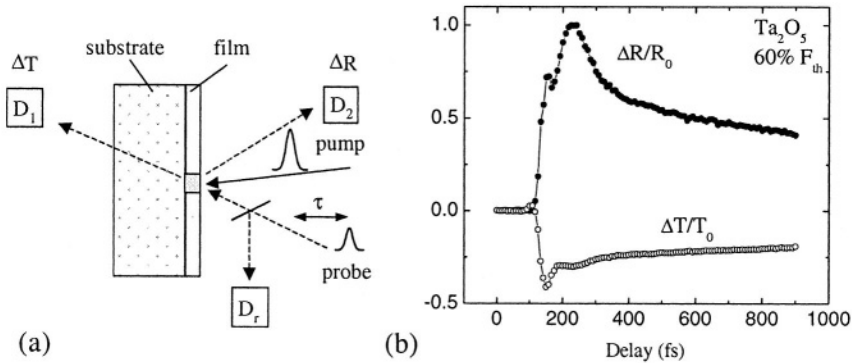 substrate film
ΔT ΔR
D₁ D₂
pump
τ
probe
Dᵣ
(a)
1.0
0.5
0.0
-0.5
0 200 400 600 800 1000
Delay (fs)
Ta₂O₅
60% Fₜₕ
ΔR/R₀
ΔT/T₀
(b)